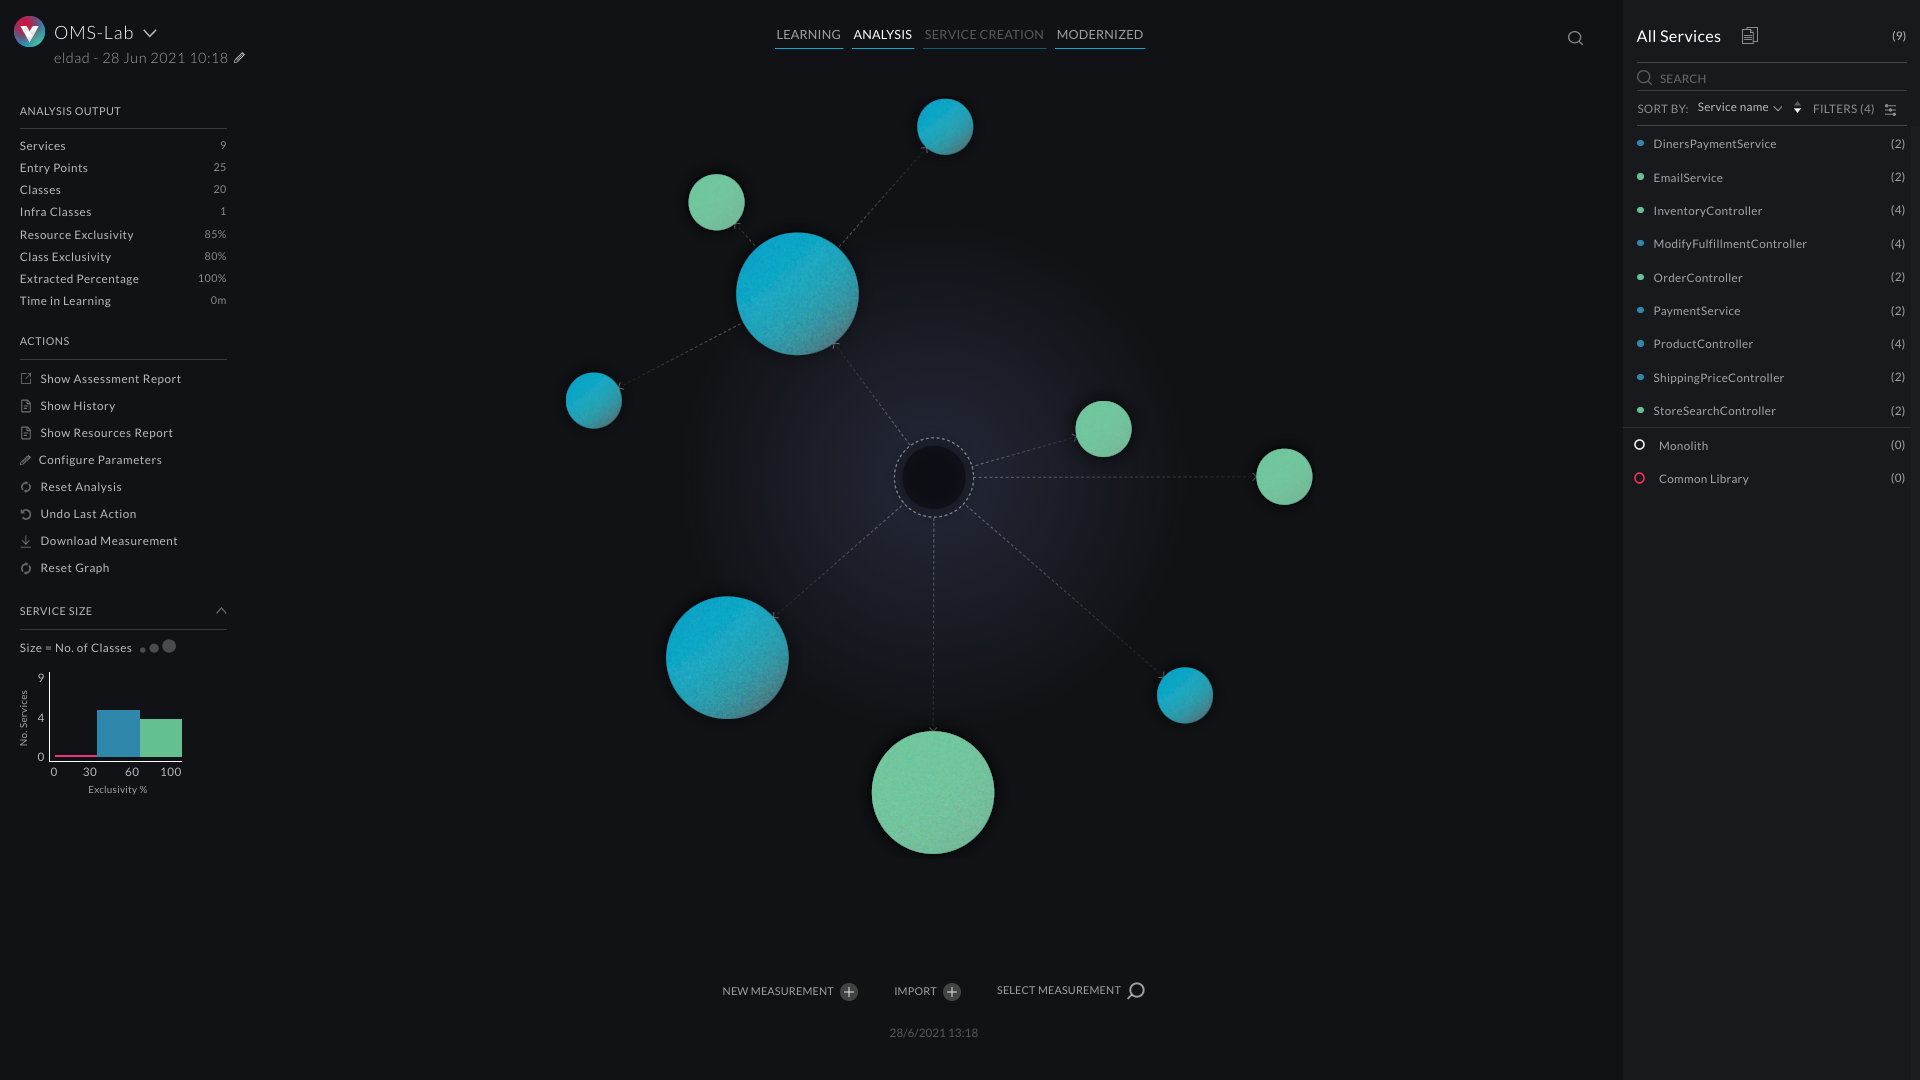 OMS-Lab
eldad - 28 Jun 2021 10:18
LEARNING ANALYSIS SERVICE CREATION MODERNIZED
ANALYSIS OUTPUT
Services 9
Entry Points 25
Classes 20
Infra Classes 1
Resource Exclusivity 85%
Class Exclusivity 80%
Extracted Percentage 100%
Time in Learning 0m
ACTIONS
Show Assessment Report
Show History
Show Resources Report
Configure Parameters
Reset Analysis
Undo Last Action
Download Measurement
Reset Graph
SERVICE SIZE
Size = No. of Classes
No. Services
9
4
0
0 30 60 100
Exclusivity %
NEW MEASUREMENT IMPORT SELECT MEASUREMENT
28/6/2021 13:18
All Services (9)
SEARCH
SORT BY: Service name FILTERS (4)
DinersPaymentService (2)
EmailService (2)
InventoryController (4)
ModifyFulfillmentController (4)
OrderController (2)
PaymentService (2)
ProductController (4)
ShippingPriceController (2)
StoreSearchController (2)
Monolith (0)
Common Library (0)